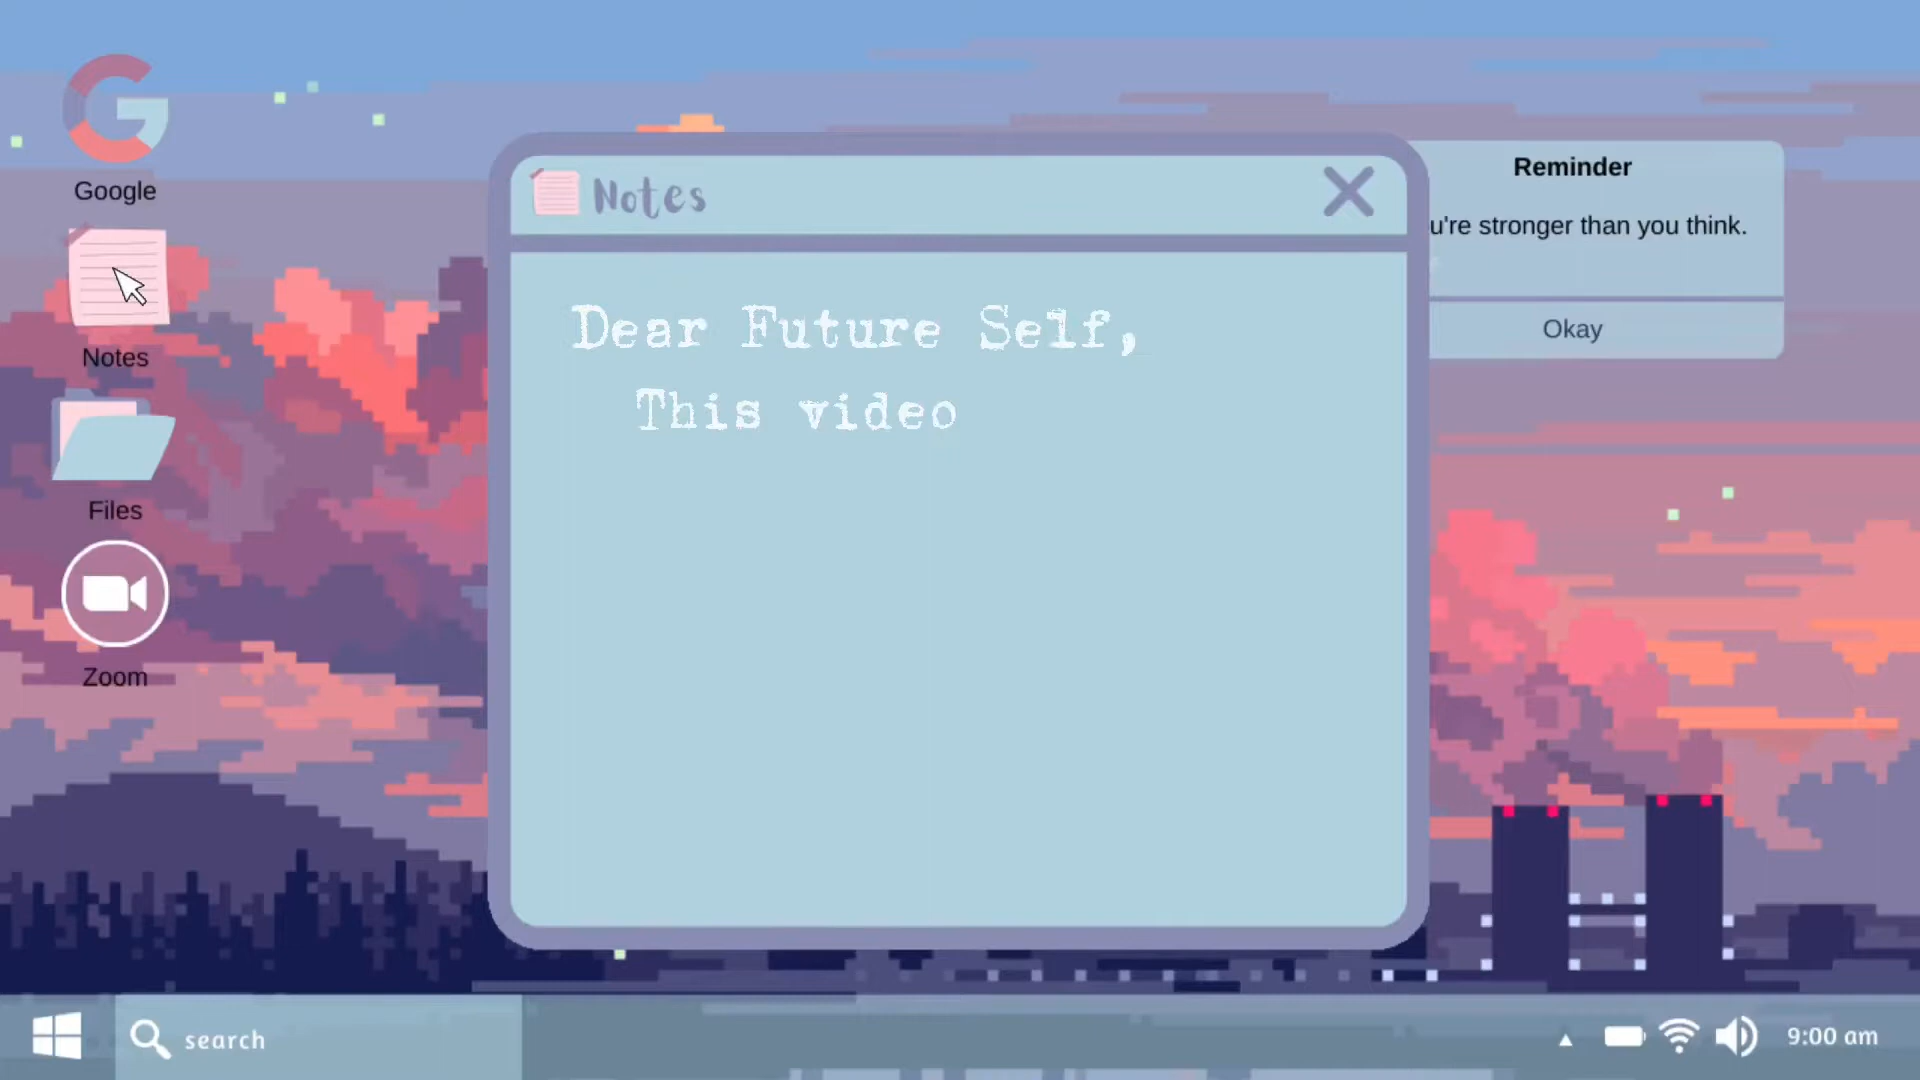 Google
Notes
Files
Zoom
Notes
Dear Future Self,
This video
Reminder
u're stronger than you think.
Okay
search
9:00 am